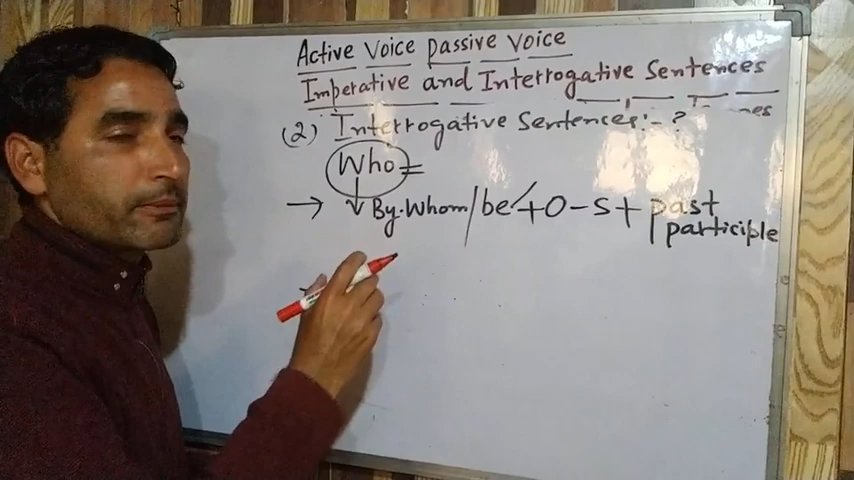 Active Voice Passive Voice
Imperative and Interrogative Sentences
(2) Interrogative Sentences:- ?
Who =
→ ↓ By.Whom/be + O - S + past
participle